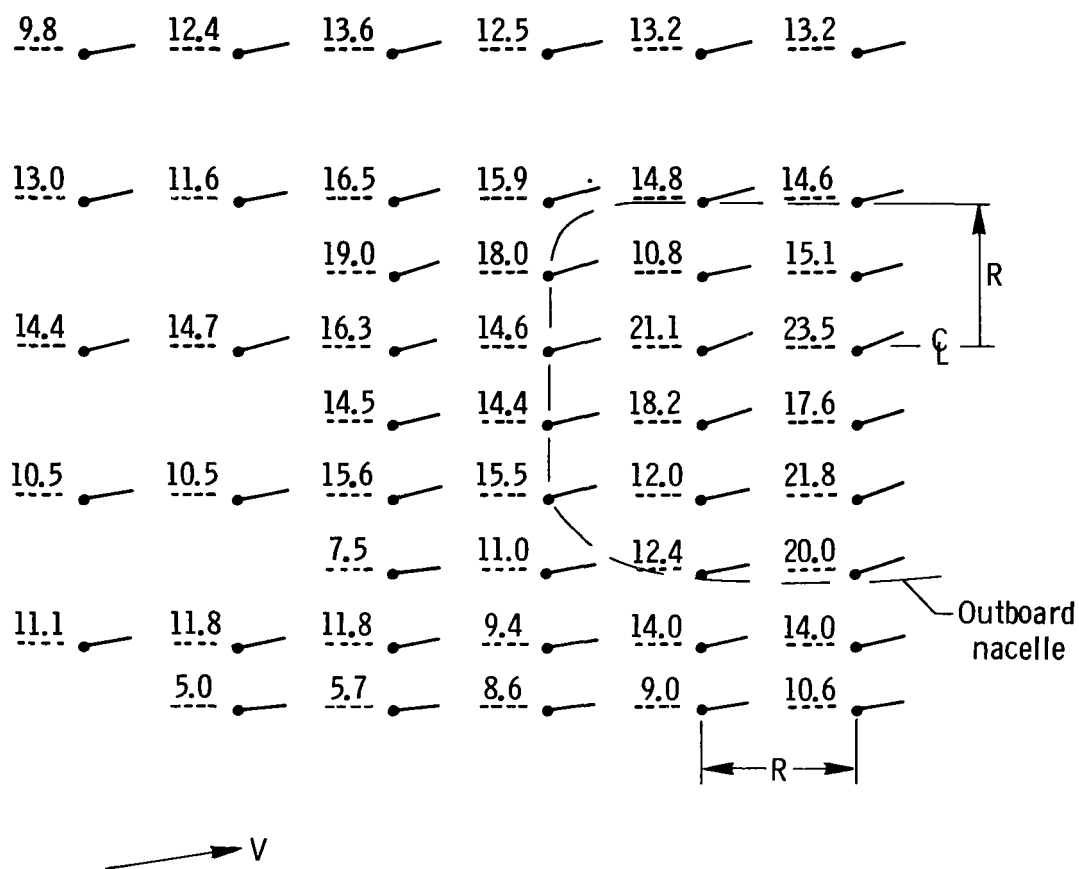 9.8 12.4 13.6 12.5 13.2 13.2
13.0 11.6 16.5 15.9 14.8 14.6
19.0 18.0 10.8 15.1
R
14.4 14.7 16.3 14.6 21.1 23.5 ℄
14.5 14.4 18.2 17.6
10.5 10.5 15.6 15.5 12.0 21.8
7.5 11.0 12.4 20.0
Outboard
nacelle
11.1 11.8 11.8 9.4 14.0 14.0
5.0 5.7 8.6 9.0 10.6
R
V